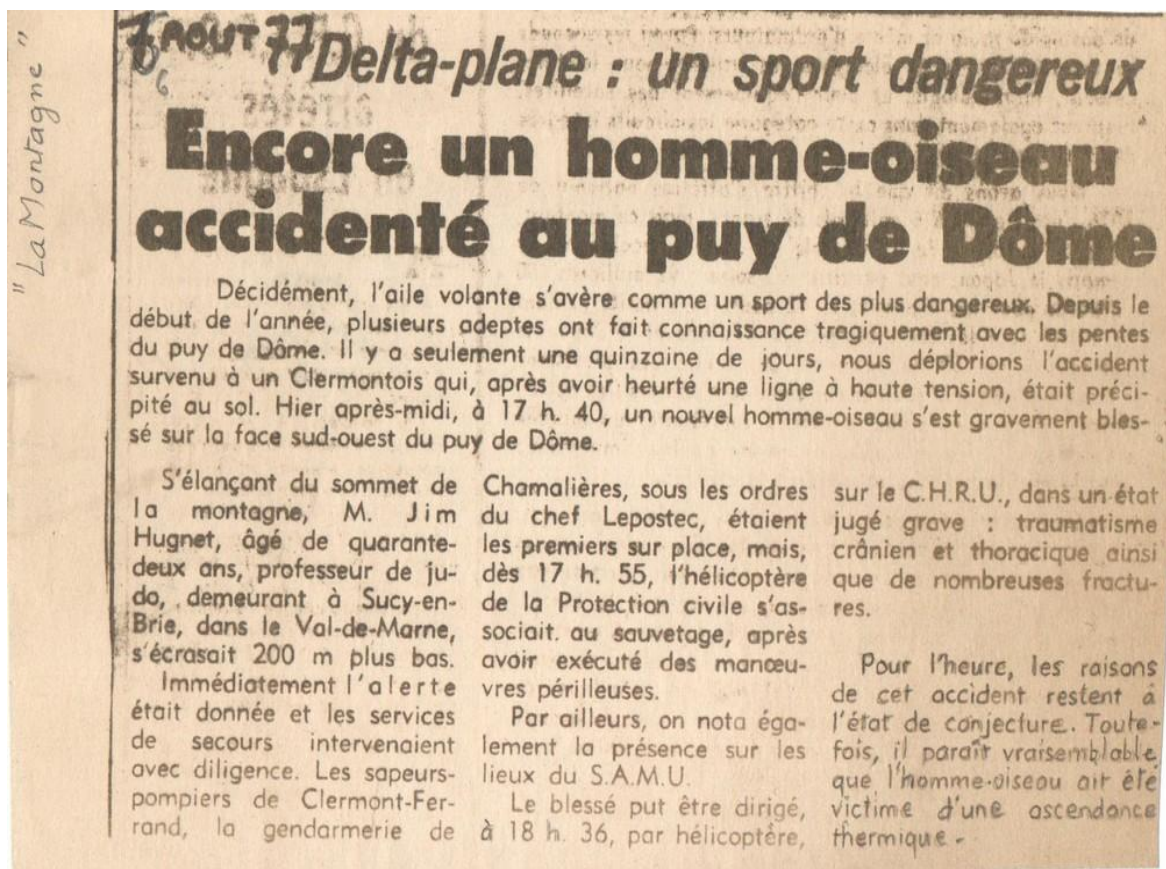 "La Montagne"
AOUT 77
6
Delta-plane : un sport dangereux
Encore un homme-oiseau
accidenté au puy de Dôme
Décidément, l'aile volante s'avère comme un sport des plus dangereux. Depuis le
début de l'année, plusieurs adeptes ont fait connaissance tragiquement avec les pentes
du puy de Dôme. Il y a seulement une quinzaine de jours, nous déplorions l'accident
survenu à un Clermontois qui, après avoir heurté une ligne à haute tension, était préci-
pité au sol. Hier après-midi, à 17 h. 40, un nouvel homme-oiseau s'est gravement bles-
sé sur la face sud-ouest du puy de Dôme.
S'élançant du sommet de
la montagne, M. Jim
Hugnet, âgé de quarante-
deux ans, professeur de ju-
do, demeurant à Sucy-en-
Brie, dans le Val-de-Marne,
s'écrasait 200 m plus bas.
Immédiatement l'alerte
était donnée et les services
de secours intervenaient
avec diligence. Les sapeurs-
pompiers de Clermont-Fer-
rand, la gendarmerie de
Chamalières, sous les ordres
du chef Lepostec, étaient
les premiers sur place, mais,
dès 17 h. 55, l'hélicoptère
de la Protection civile s'as-
sociait. au sauvetage, après
avoir exécuté des manœu-
vres périlleuses.
Par ailleurs, on nota éga-
lement la présence sur les
lieux du S.A.M.U.
Le blessé put être dirigé,
à 18 h. 36, par hélicoptère,
sur le C.H.R.U., dans un état
jugé grave : traumatisme
crânien et thoracique ainsi
que de nombreuses fractu-
res.
Pour l'heure, les raisons
de cet accident restent à
l'état de conjecture. Toute-
fois, il paraît vraisemblable
que l'homme-oiseau ait été
victime d'une ascendance
thermique.